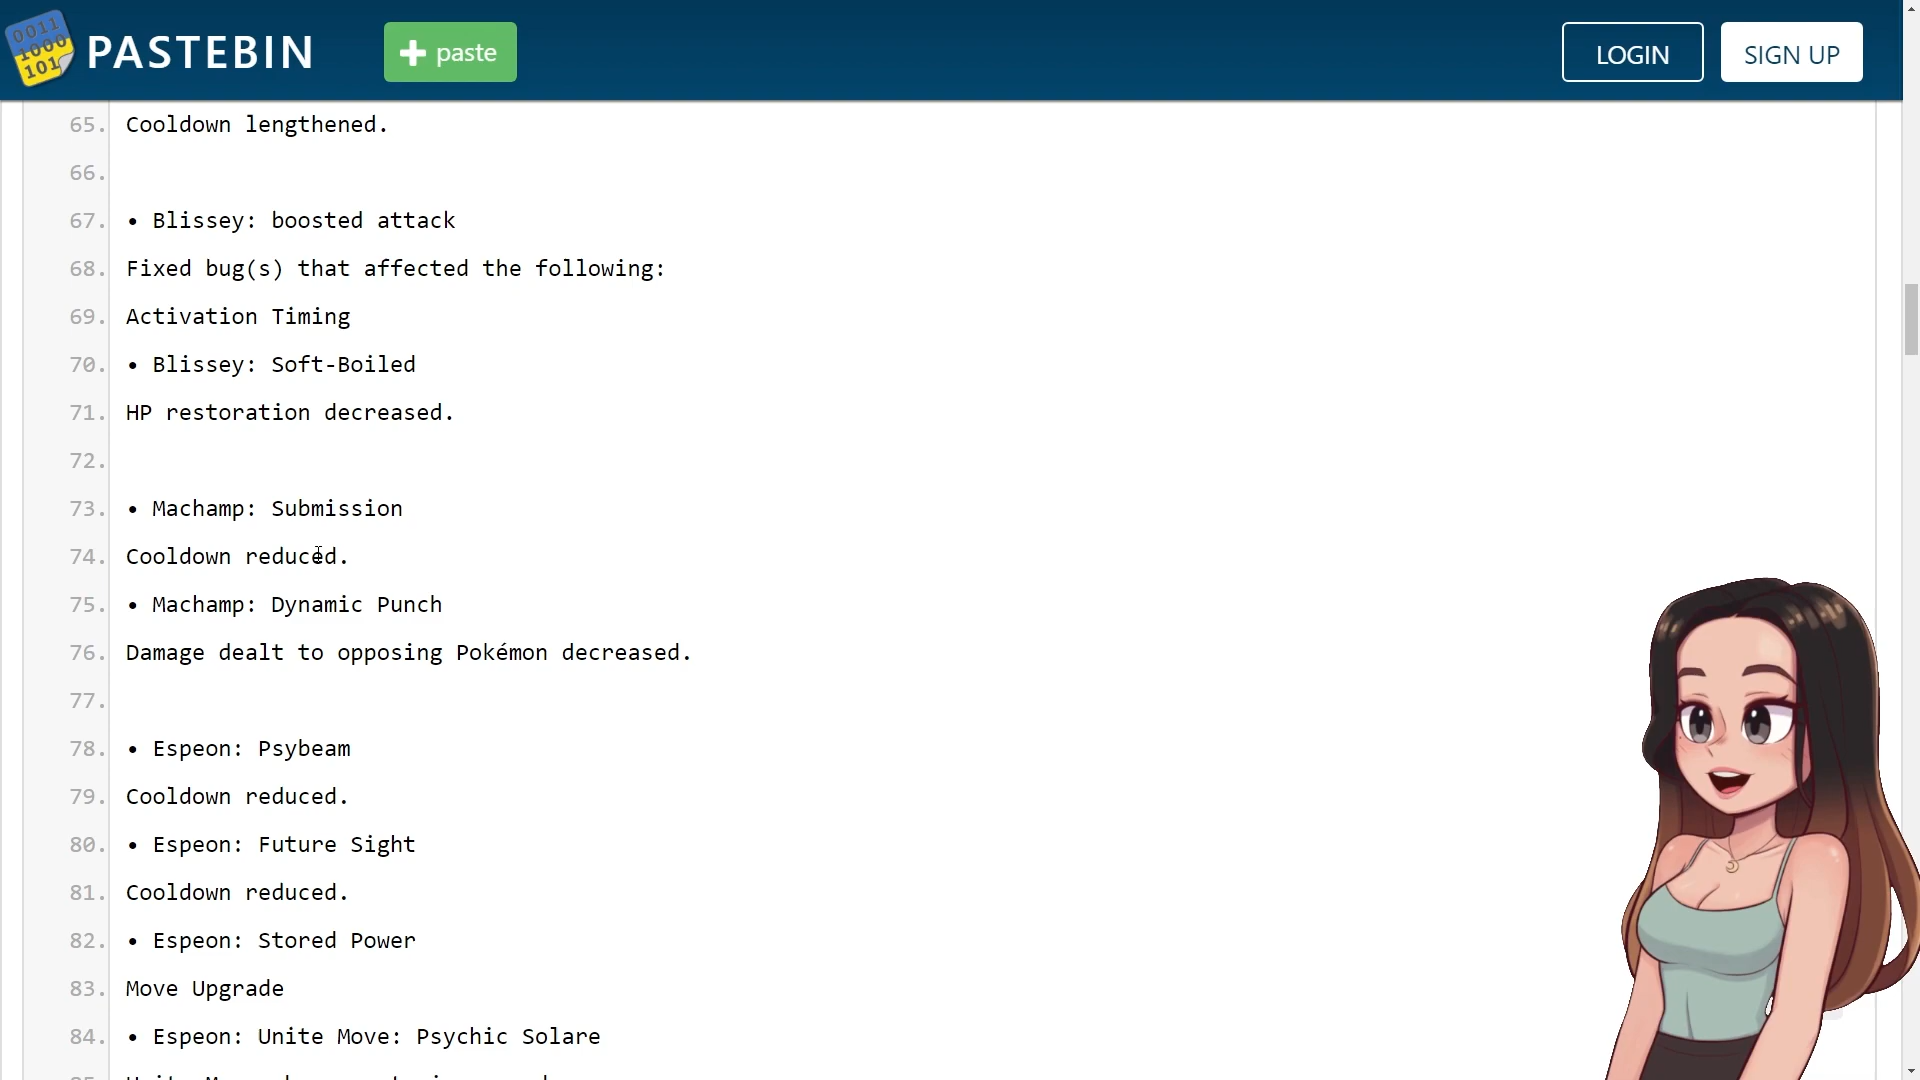 0011
1000
101
PASTEBIN
+ paste
LOGIN
SIGN UP
65. Cooldown lengthened.
66.
67. • Blissey: boosted attack
68. Fixed bug(s) that affected the following:
69. Activation Timing
70. • Blissey: Soft-Boiled
71. HP restoration decreased.
72.
73. • Machamp: Submission
74. Cooldown reduced.
75. • Machamp: Dynamic Punch
76. Damage dealt to opposing Pokémon decreased.
77.
78. • Espeon: Psybeam
79. Cooldown reduced.
80. • Espeon: Future Sight
81. Cooldown reduced.
82. • Espeon: Stored Power
83. Move Upgrade
84. • Espeon: Unite Move: Psychic Solare